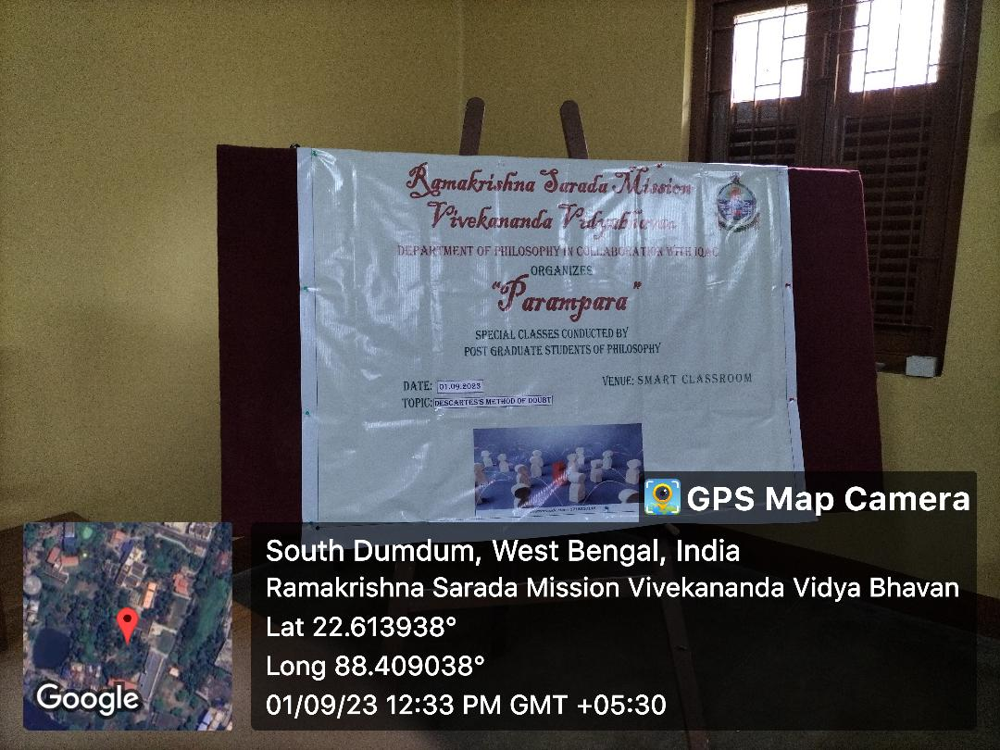 Ramakrishna Sarada Mission
Vivekananda Vidyabhavan
DEPARTMENT OF PHILOSOPHY IN COLLABORATION WITH IQAC
ORGANIZES
"Parampara"
SPECIAL CLASSES CONDUCTED BY
POST GRADUATE STUDENTS OF PHILOSOPHY
DATE: 01.09.2023
VENUE: SMART CLASSROOM
TOPIC: DESCARTES'S METHOD OF DOUBT
GPS Map Camera
South Dumdum, West Bengal, India
Ramakrishna Sarada Mission Vivekananda Vidya Bhavan
Lat 22.613938°
Long 88.409038°
01/09/23 12:33 PM GMT +05:30
Google